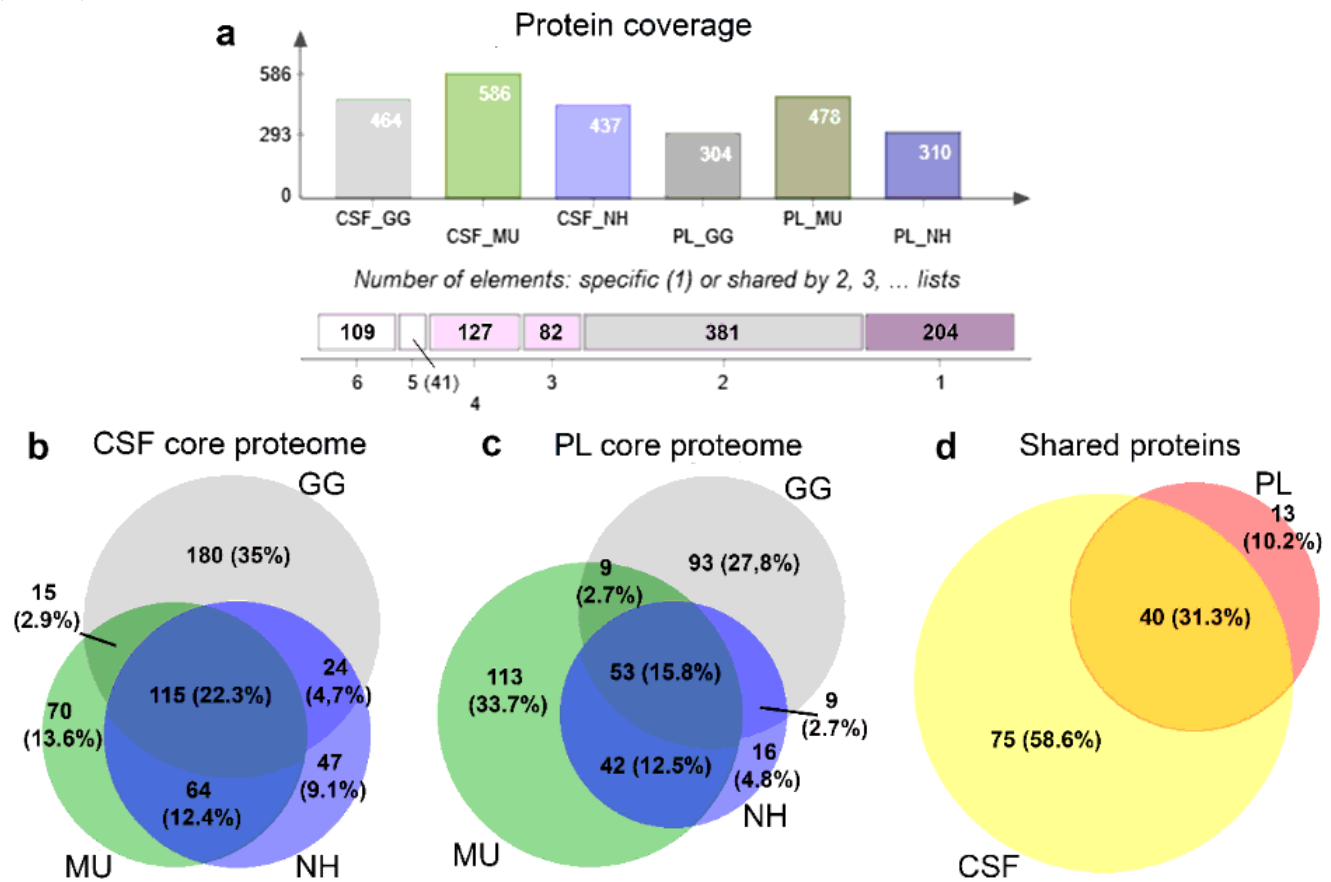 a
Protein coverage
586
293
0
464
586
437
304
478
310
CSF_GG
CSF_MU
CSF_NH
PL_GG
PL_MU
PL_NH
Number of elements: specific (1) or shared by 2, 3, ... lists
109
127
82
381
204
6
5 (41)
4
3
2
1
b
CSF core proteome
GG
180 (35%)
15
(2.9%)
24
(4,7%)
115 (22.3%)
70
(13.6%)
47
(9.1%)
64
(12.4%)
MU
NH
c
PL core proteome
GG
93 (27,8%)
9
(2.7%)
53 (15.8%)
113
(33.7%)
9
(2.7%)
42 (12.5%)
16
(4.8%)
NH
MU
d
Shared proteins
PL
13
(10.2%)
40 (31.3%)
75 (58.6%)
CSF